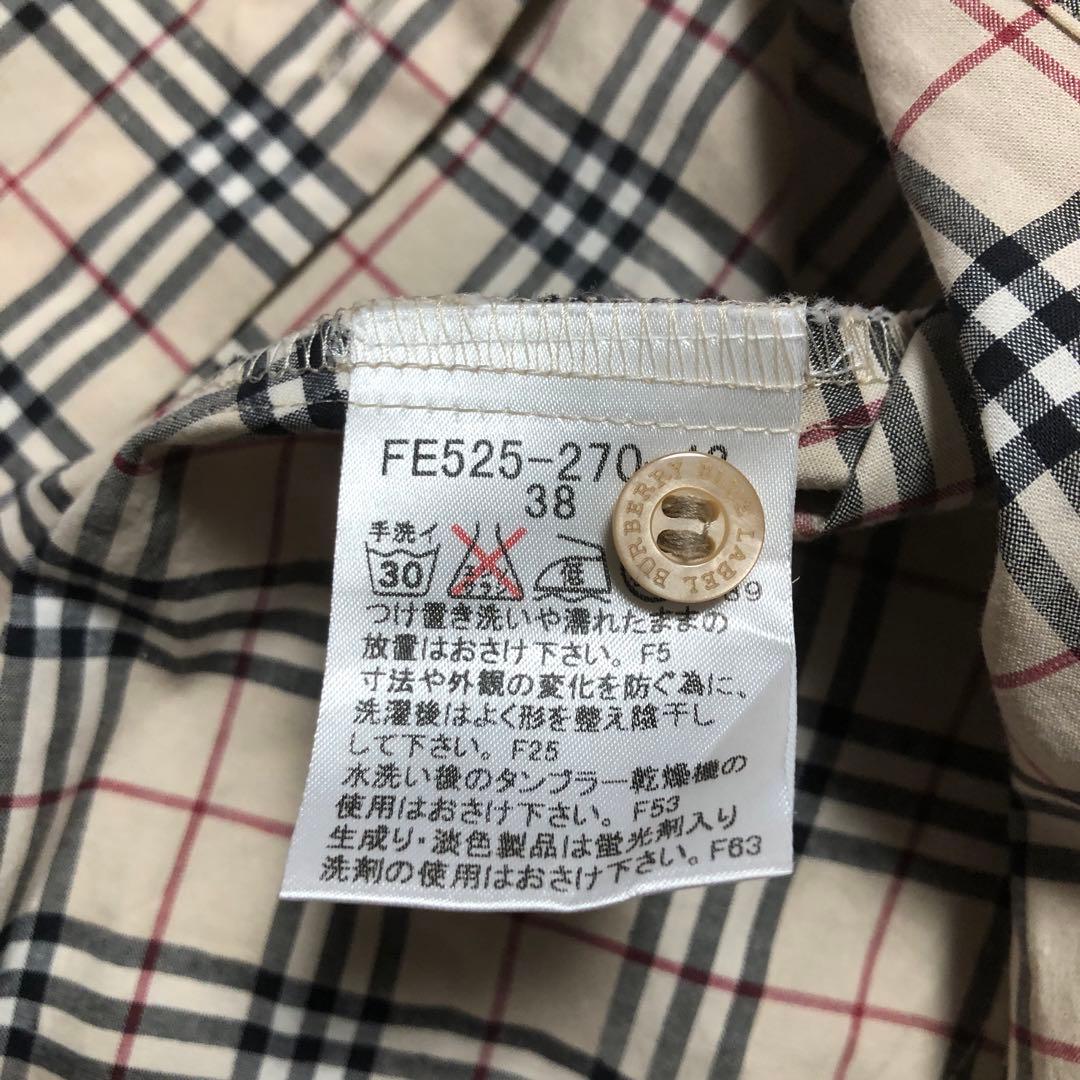 FE525-270
38
手洗イ
30
89
つけ置き洗いや濡れたままの
放置はおさけ下さい。F5
寸法や外観の変化を防ぐ為に、
洗濯後はよく形を整え陰干し
して下さい。F25
水洗い後のタンブラー乾燥機の
使用はおさけ下さい。F53
生成り・淡色製品は蛍光剤入り
洗剤の使用はおさけ下さい。F63
BURBERRY BLUE LABEL